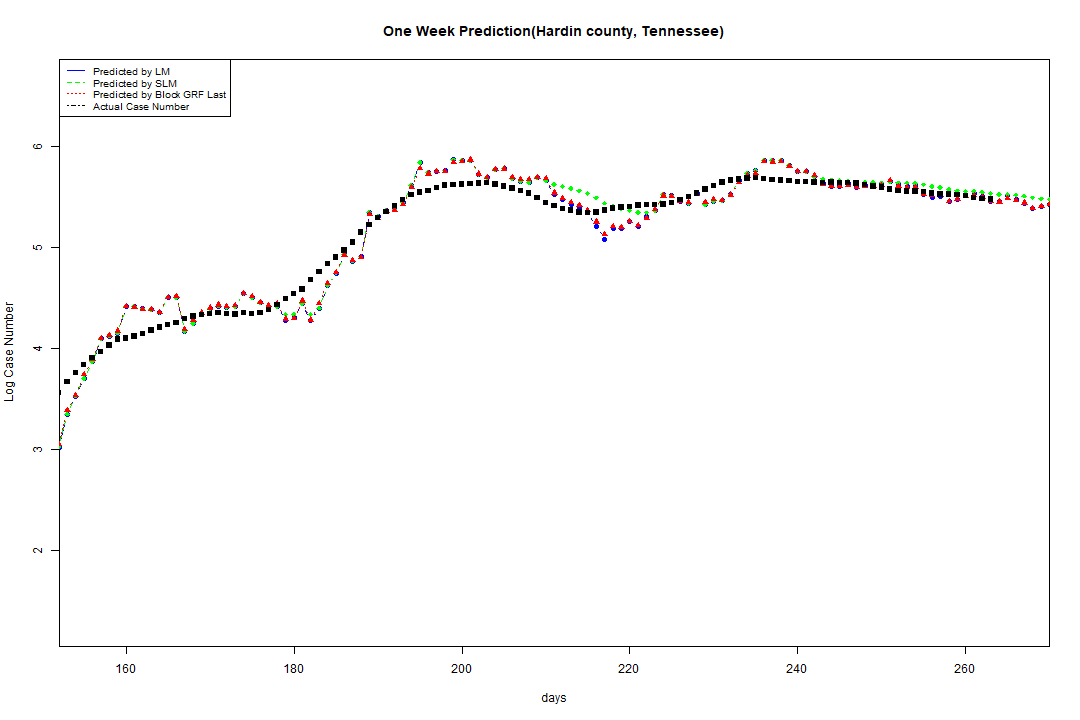 One Week Prediction(Hardin county, Tennessee)
Predicted by LM
Predicted by SLM
Predicted by Block GRF Last
Actual Case Number
6
5
4
3
2
Log Case Number
160 180 200 220 240 260
days